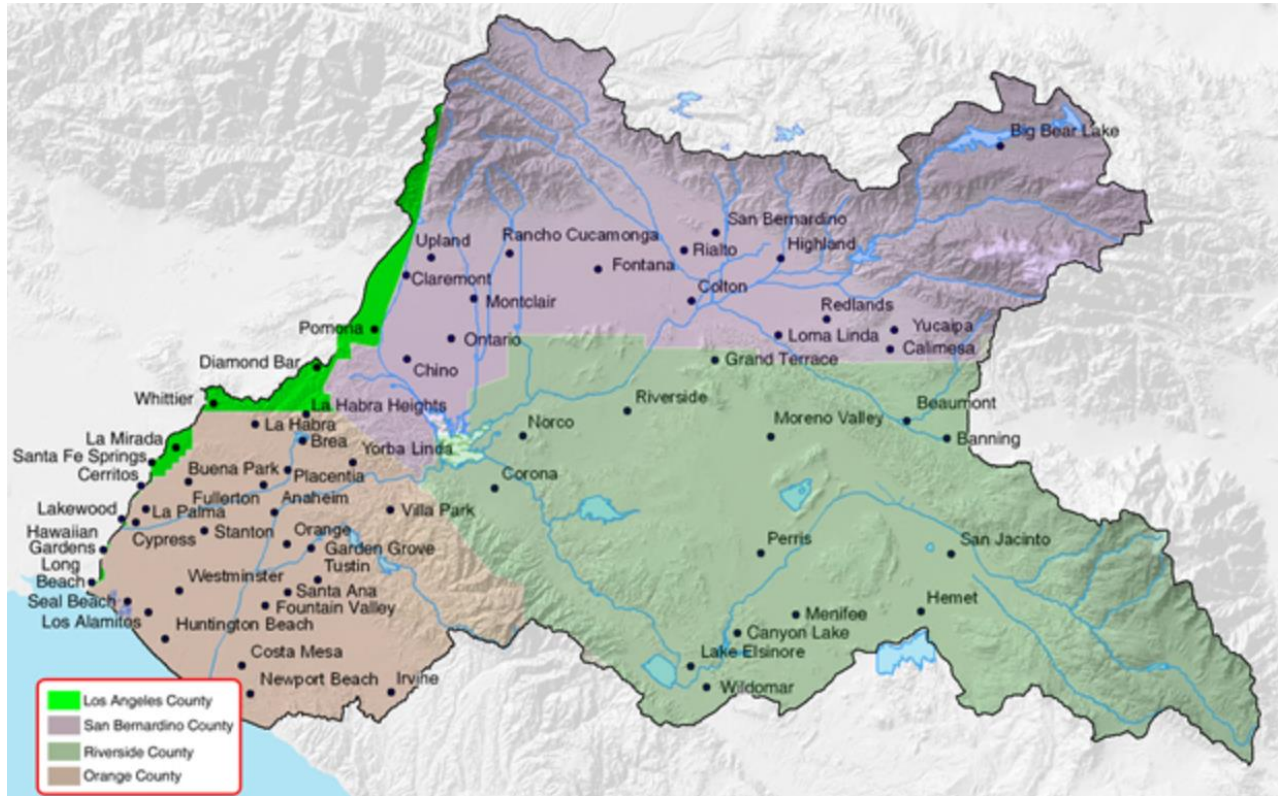 Big Bear Lake
San Bernardino
Upland
Rancho Cucamonga
Rialto
Highland
Claremont
Fontana
Montclair
Colton
Redlands
Pomona
Ontario
Loma Linda
Yucaipa
Calimesa
Diamond Bar
Chino
Grand Terrace
Whittier
La Habra Heights
Riverside
Beaumont
La Habra
Norco
Moreno Valley
La Mirada
Brea
Banning
Santa Fe Springs
Yorba Linda
Cerritos
Buena Park
Placentia
Corona
Fullerton
Anaheim
Lakewood
La Palma
Villa Park
Hawaiian
Gardens
Cypress
Stanton
Orange
Garden Grove
Perris
San Jacinto
Long
Beach
Westminster
Tustin
Santa Ana
Seal Beach
Fountain Valley
Hemet
Los Alamitos
Huntington Beach
Menifee
Canyon Lake
Costa Mesa
Lake Elsinore
Newport Beach
Irvine
Wildomar
Los Angeles County
San Bernardino County
Riverside County
Orange County